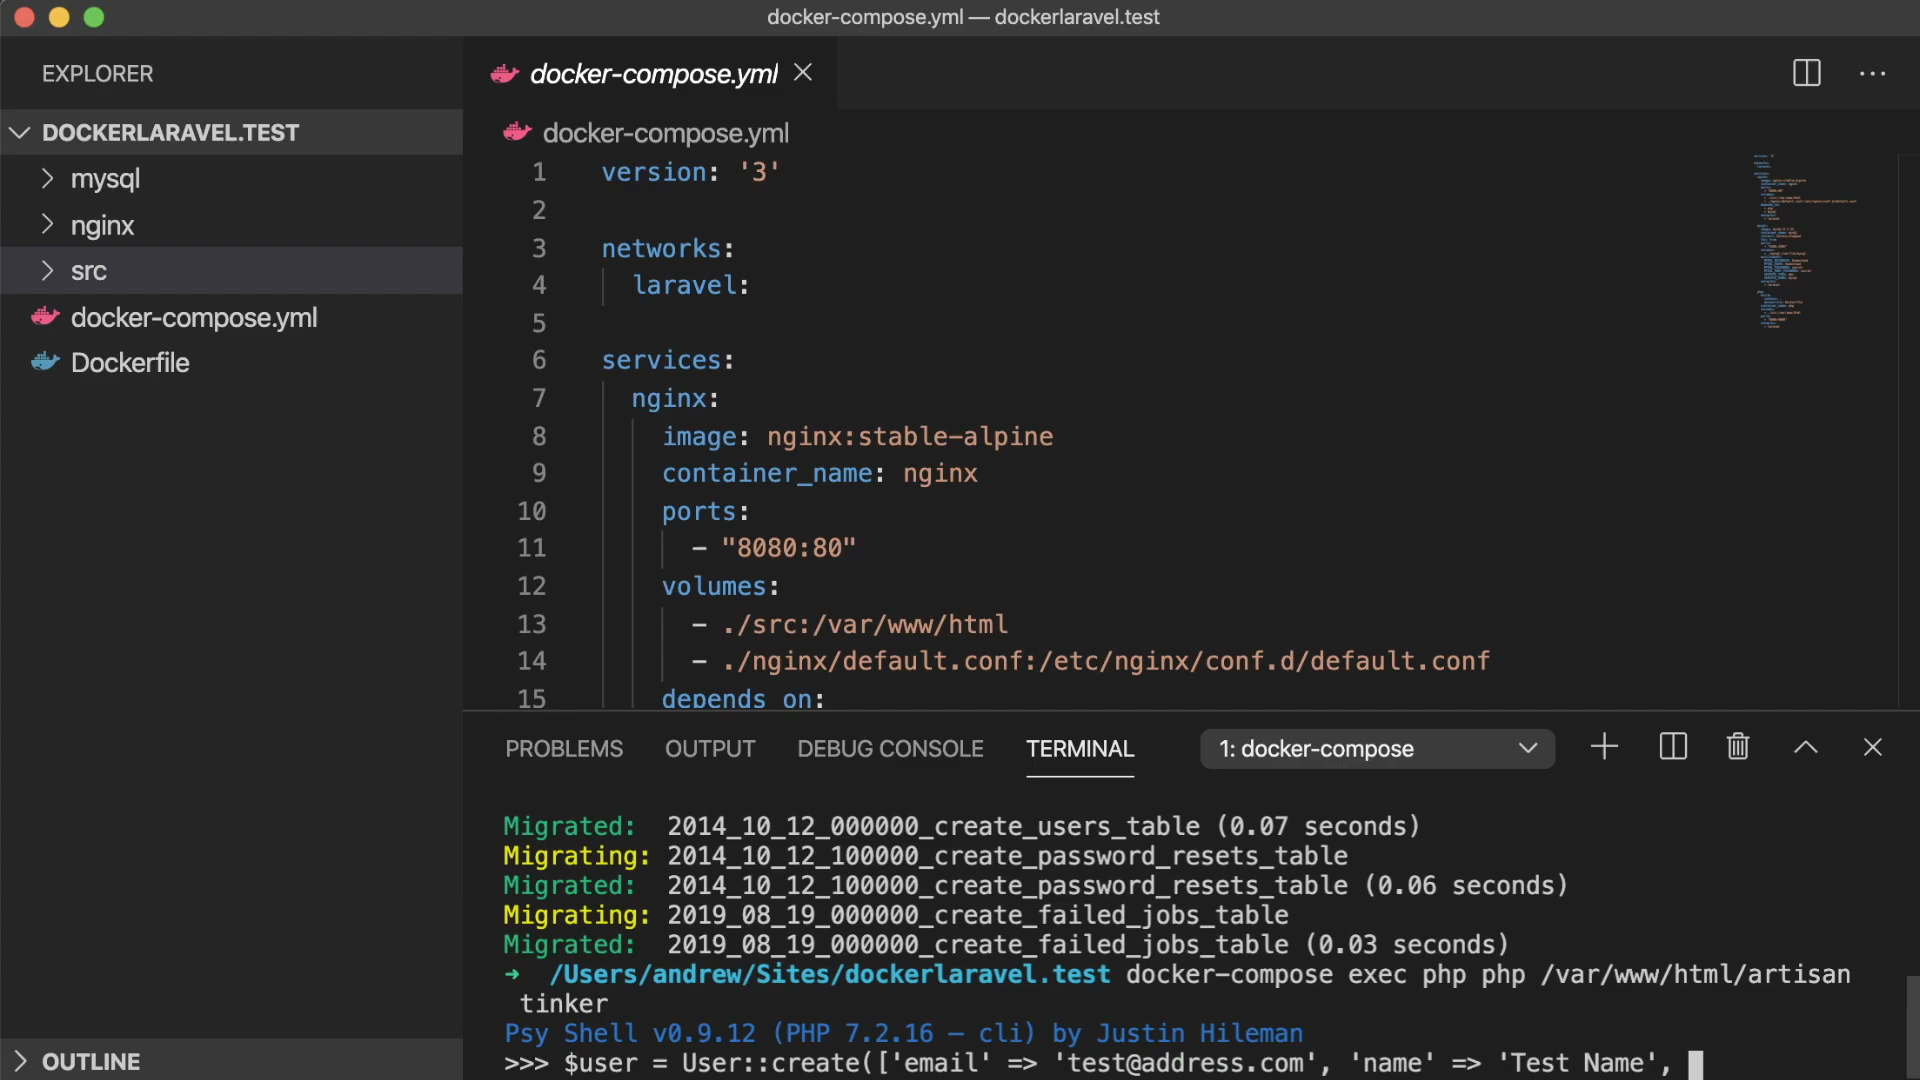 docker-compose.yml — dockerlaravel.test
EXPLORER
DOCKERLARAVEL.TEST
mysql
nginx
src
docker-compose.yml
Dockerfile
OUTLINE
docker-compose.yml
docker-compose.yml
1 version: '3'
2
3 networks:
4 laravel:
5
6 services:
7 nginx:
8 image: nginx:stable-alpine
9 container_name: nginx
10 ports:
11 - "8080:80"
12 volumes:
13 - ./src:/var/www/html
14 - ./nginx/default.conf:/etc/nginx/conf.d/default.conf
15 depends_on:
PROBLEMS OUTPUT DEBUG CONSOLE TERMINAL 1: docker-compose
Migrated: 2014_10_12_000000_create_users_table (0.07 seconds)
Migrating: 2014_10_12_100000_create_password_resets_table
Migrated: 2014_10_12_100000_create_password_resets_table (0.06 seconds)
Migrating: 2019_08_19_000000_create_failed_jobs_table
Migrated: 2019_08_19_000000_create_failed_jobs_table (0.03 seconds)
➜ /Users/andrew/Sites/dockerlaravel.test docker-compose exec php php /var/www/html/artisan
tinker
Psy Shell v0.9.12 (PHP 7.2.16 — cli) by Justin Hileman
>>> $user = User::create(['email' => 'test@address.com', 'name' => 'Test Name',